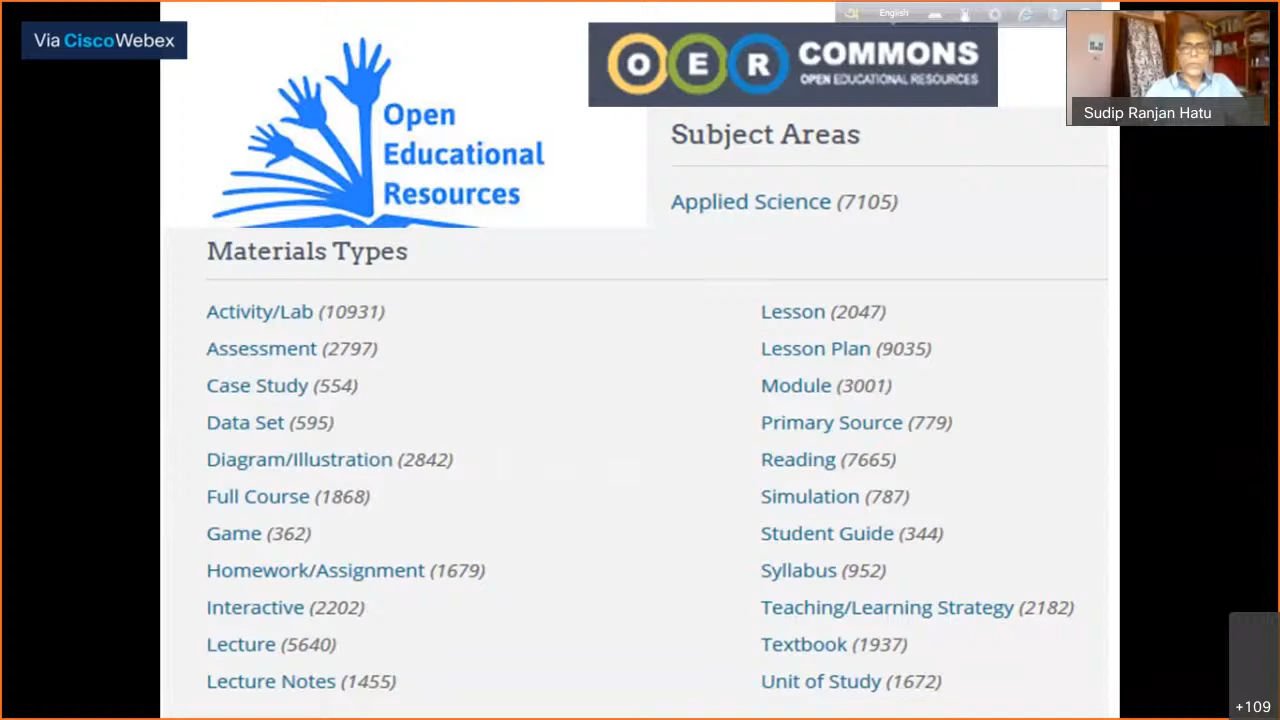 Via CiscoWebex
অ English
OER COMMONS
OPEN EDUCATIONAL RESOURCES
Sudip Ranjan Hatu
Open
Educational
Resources
Subject Areas
Applied Science (7105)
Materials Types
Activity/Lab (10931)
Assessment (2797)
Case Study (554)
Data Set (595)
Diagram/Illustration (2842)
Full Course (1868)
Game (362)
Homework/Assignment (1679)
Interactive (2202)
Lecture (5640)
Lecture Notes (1455)
Lesson (2047)
Lesson Plan (9035)
Module (3001)
Primary Source (779)
Reading (7665)
Simulation (787)
Student Guide (344)
Syllabus (952)
Teaching/Learning Strategy (2182)
Textbook (1937)
Unit of Study (1672)
+109